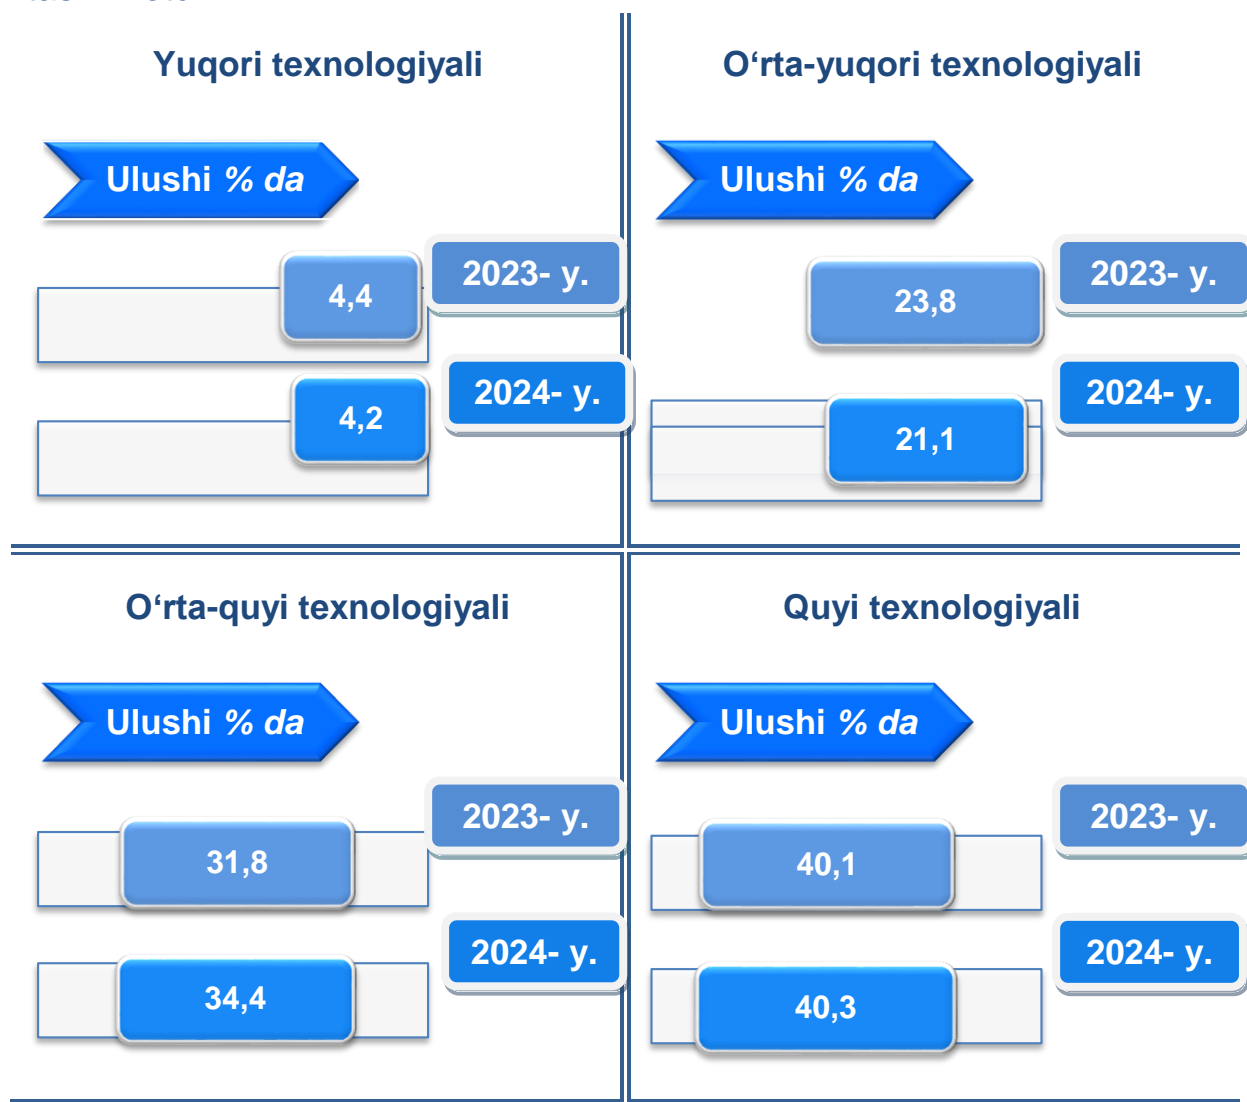 Yuqori texnologiyali
Ulushi % da
2023- y.
4,4
2024- y.
4,2
O‘rta-yuqori texnologiyali
Ulushi % da
2023- y.
23,8
2024- y.
21,1
O‘rta-quyi texnologiyali
Ulushi % da
2023- y.
31,8
2024- y.
34,4
Quyi texnologiyali
Ulushi % da
2023- y.
40,1
2024- y.
40,3